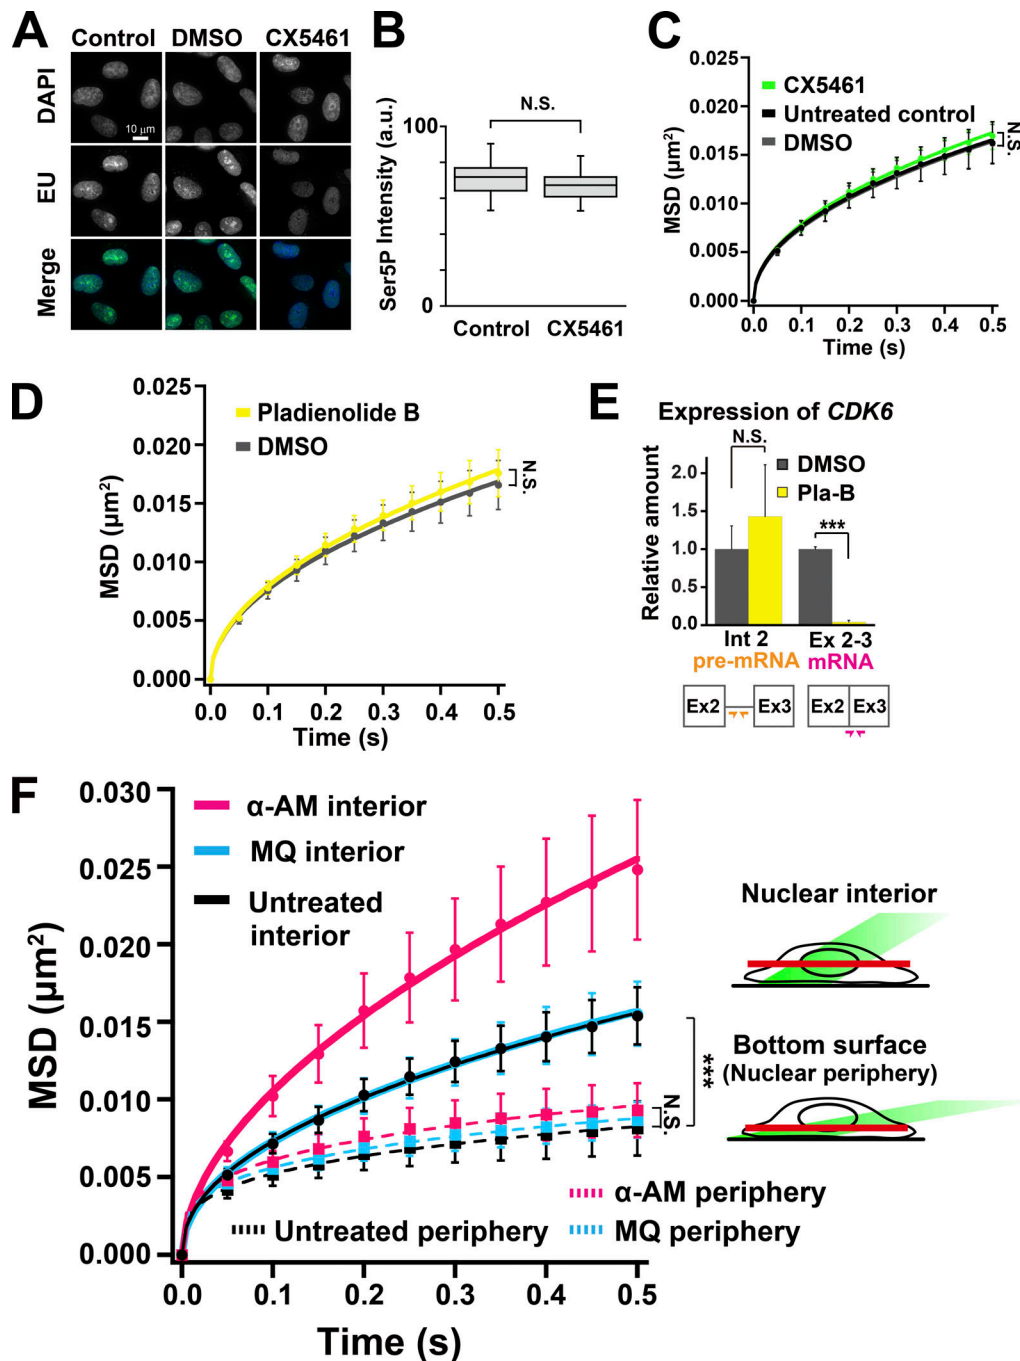 A
Control DMSO CX5461
DAPI
10 µm
EU
Merge
B
N.S.
Ser5P Intensity (a.u.)
100
0
Control CX5461
C
CX5461
Untreated control
DMSO
MSD (µm²)
0.020
0.015
0.010
0.005
0.000
N.S.
0.0 0.1 0.2 0.3 0.4 0.5
Time (s)
D
Pladienolide B
DMSO
MSD (µm²)
0.025
0.020
0.015
0.010
0.005
0.000
N.S.
0.0 0.1 0.2 0.3 0.4 0.5
Time (s)
E
Expression of CDK6
N.S.
DMSO
Pla-B
***
Relative amount
2.0
1.5
1.0
0.5
0.0
Int 2 Ex 2-3
pre-mRNA mRNA
Ex2 Ex3 Ex2 Ex3
F
α-AM interior
MQ interior
Untreated
interior
MSD (µm²)
0.030
0.025
0.020
0.015
0.010
0.005
0.000
***
N.S.
α-AM periphery
Untreated periphery MQ periphery
0.0 0.1 0.2 0.3 0.4 0.5
Time (s)
Nuclear interior
Bottom surface
(Nuclear periphery)